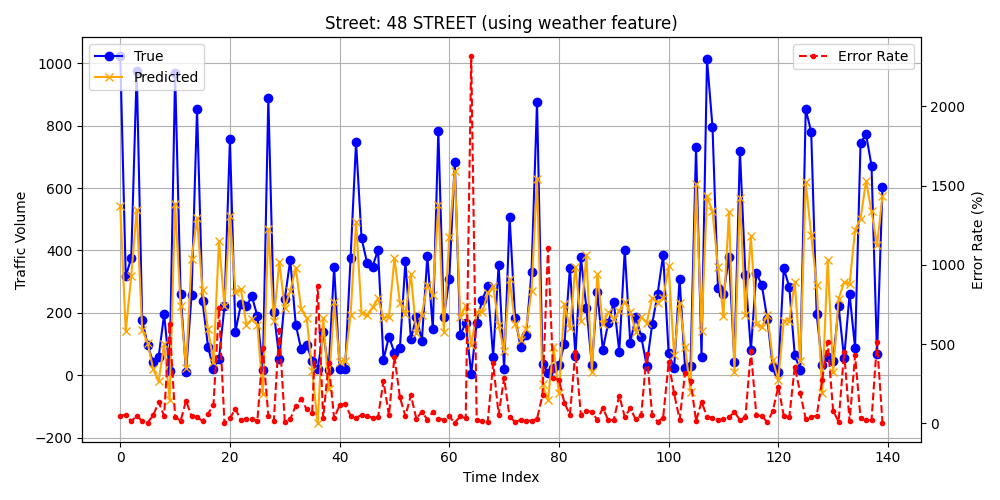 Street: 48 STREET (using weather feature)
True
Predicted
Error Rate
1000
800
600
400
200
0
−200
Traffic Volume
2000
1500
1000
500
0
Error Rate (%)
0 20 40 60 80 100 120 140
Time Index